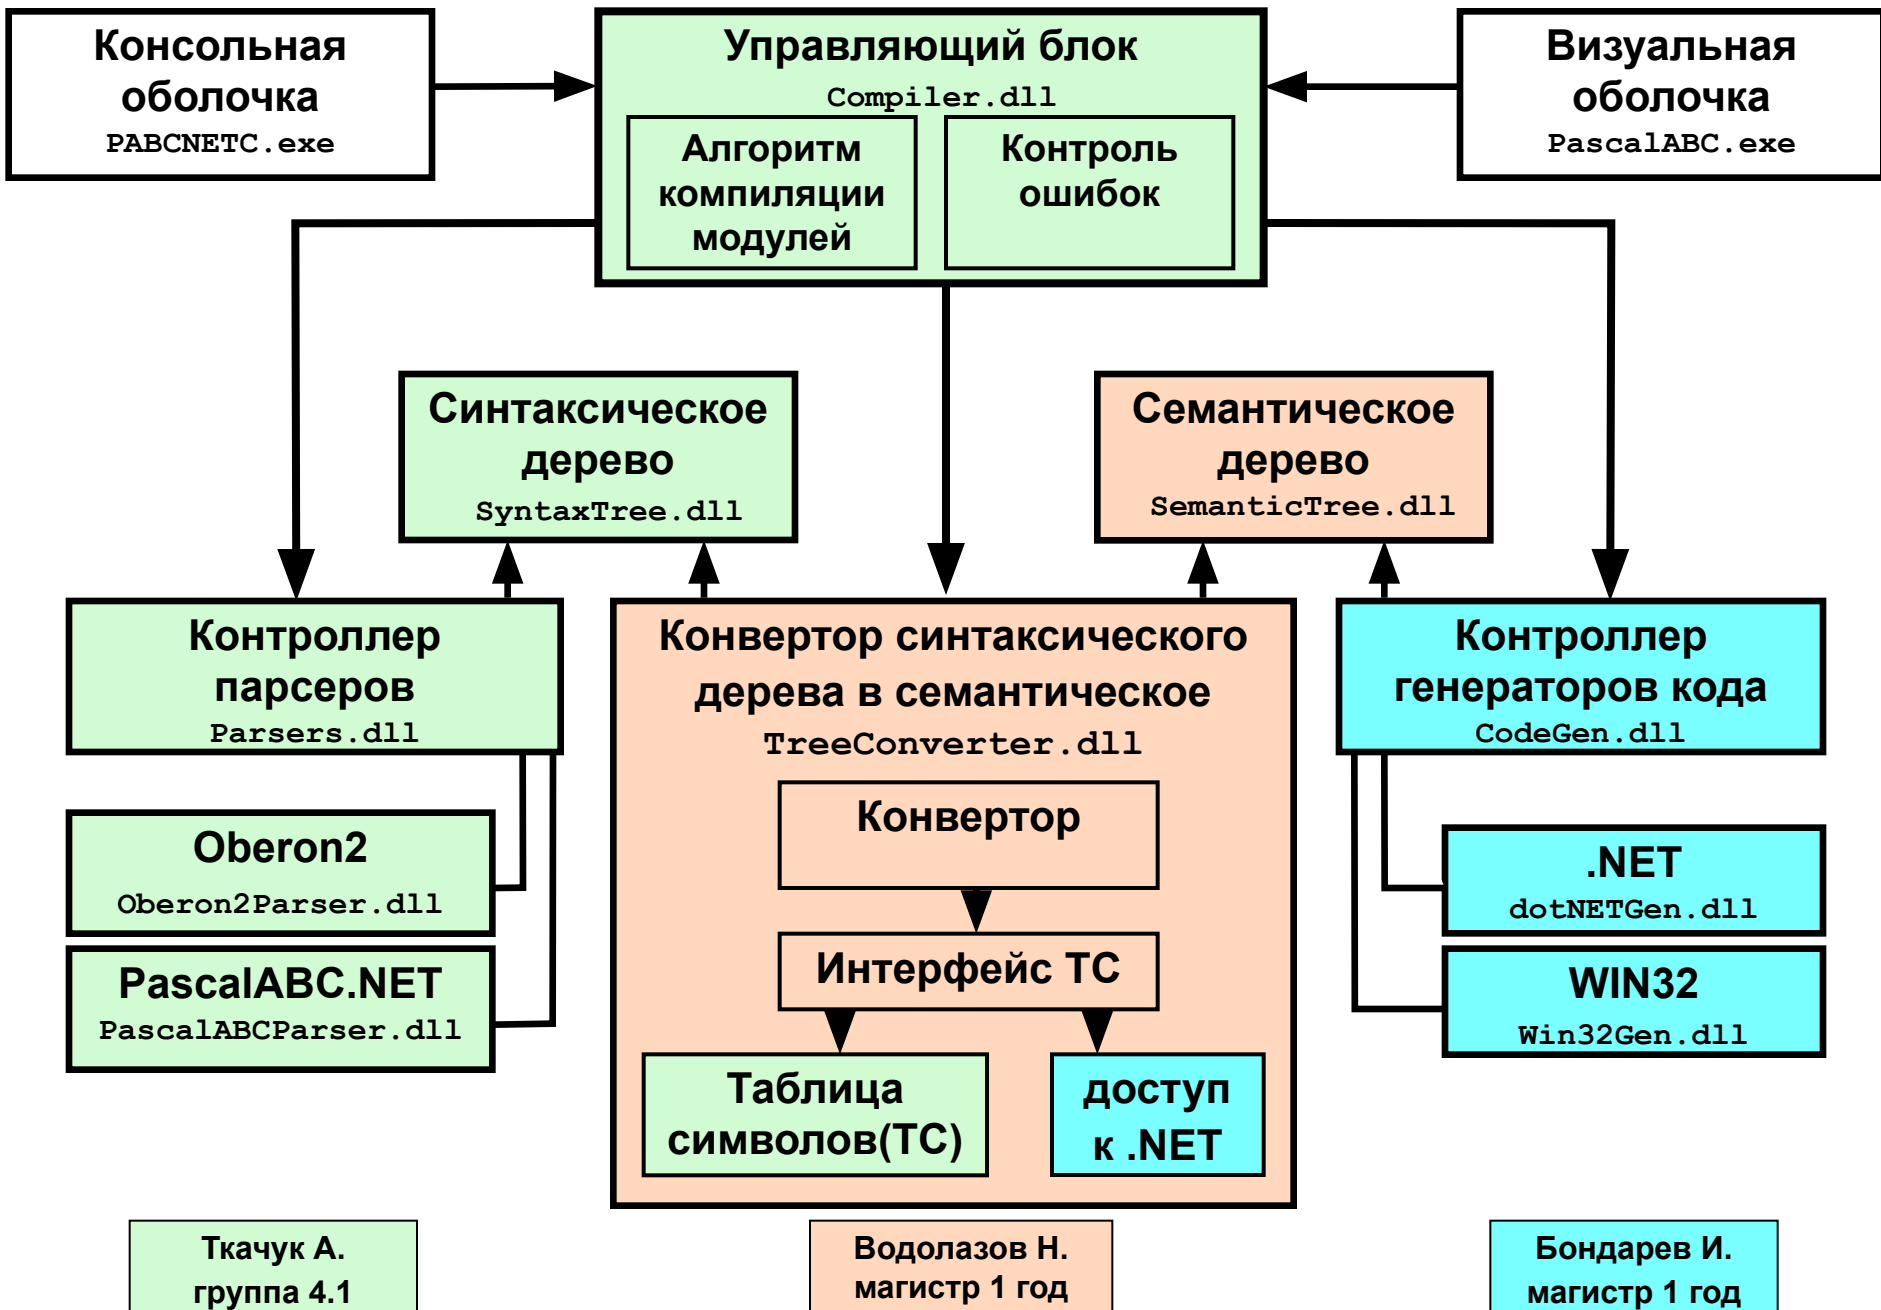 Консольная
оболочка
PABCNETC.exe
Управляющий блок
Compiler.dll
Алгоритм
компиляции
модулей
Контроль
ошибок
Визуальная
оболочка
PascalABC.exe
Синтаксическое
дерево
SyntaxTree.dll
Семантическое
дерево
SemanticTree.dll
Контроллер
парсеров
Parsers.dll
Oberon2
Oberon2Parser.dll
PascalABC.NET
PascalABCParser.dll
Конвертор синтаксического
дерева в семантическое
TreeConverter.dll
Конвертор
Интерфейс ТС
Таблица
символов(ТС)
доступ
к .NET
Контроллер
генераторов кода
CodeGen.dll
.NET
dotNETGen.dll
WIN32
Win32Gen.dll
Ткачук А.
группа 4.1
Водолазов Н.
магистр 1 год
Бондарев И.
магистр 1 год